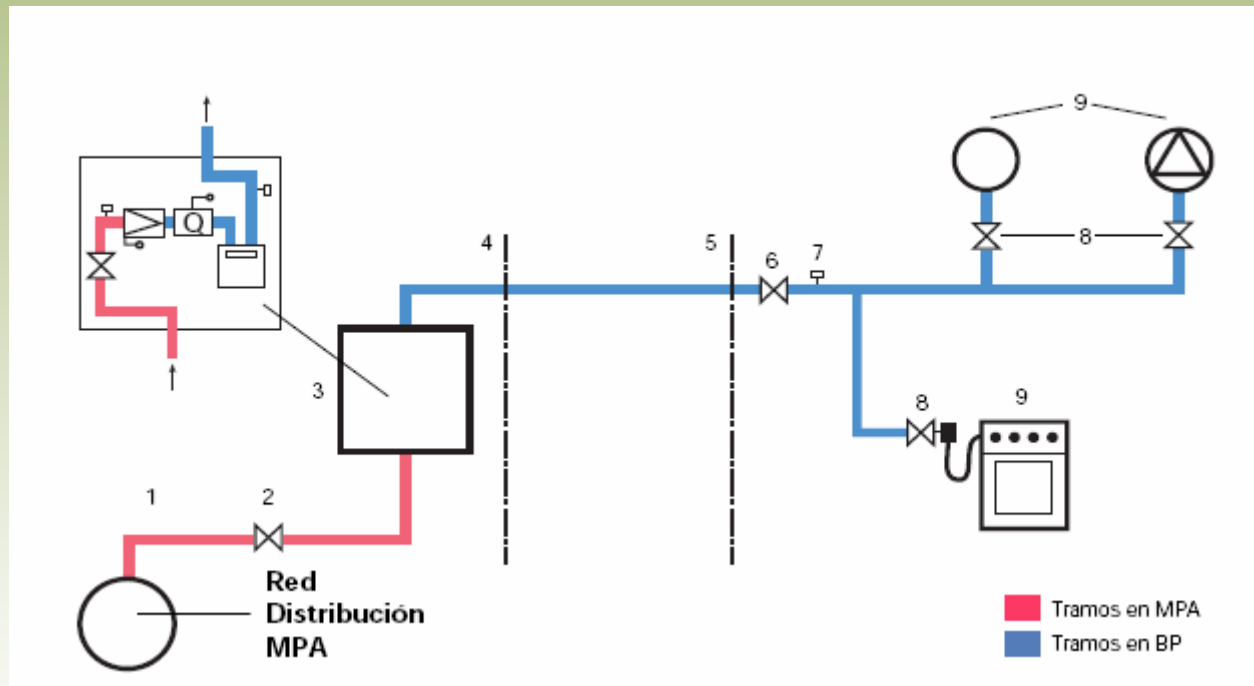 9
Q
4
5
6
7
8
3
8
9
1
2
Red
Distribución
MPA
Tramos en MPA
Tramos en BP